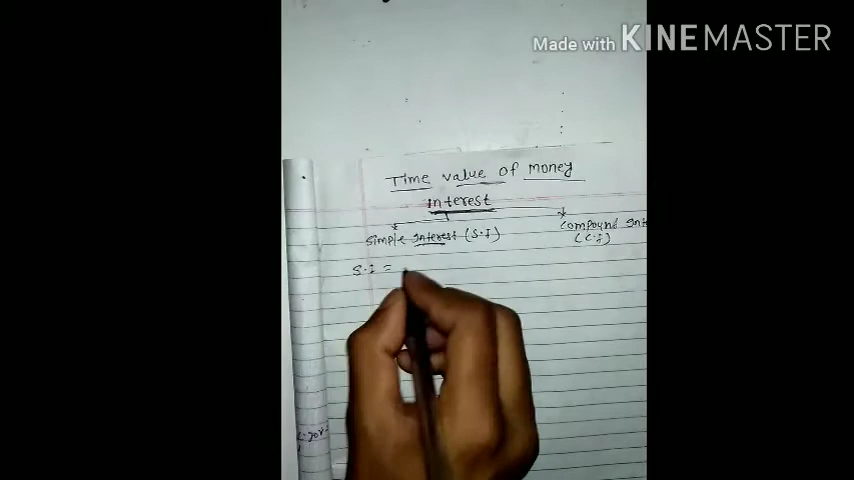 Made with KINEMASTER
Time value of money
interest
simple interest (S.I)
compound Int
(C.I)
S.I =